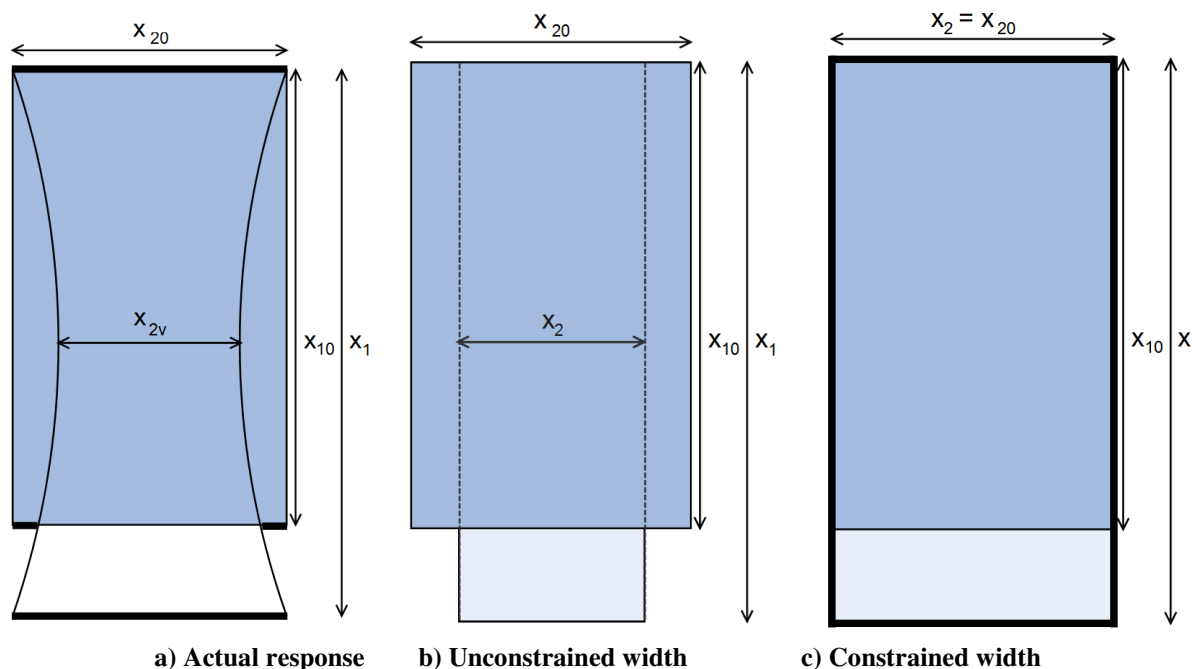 x20
x20
x2 = x20
x2v
x10
x1
x2
x10
x1
x10
x
a) Actual response
b) Unconstrained width
c) Constrained width